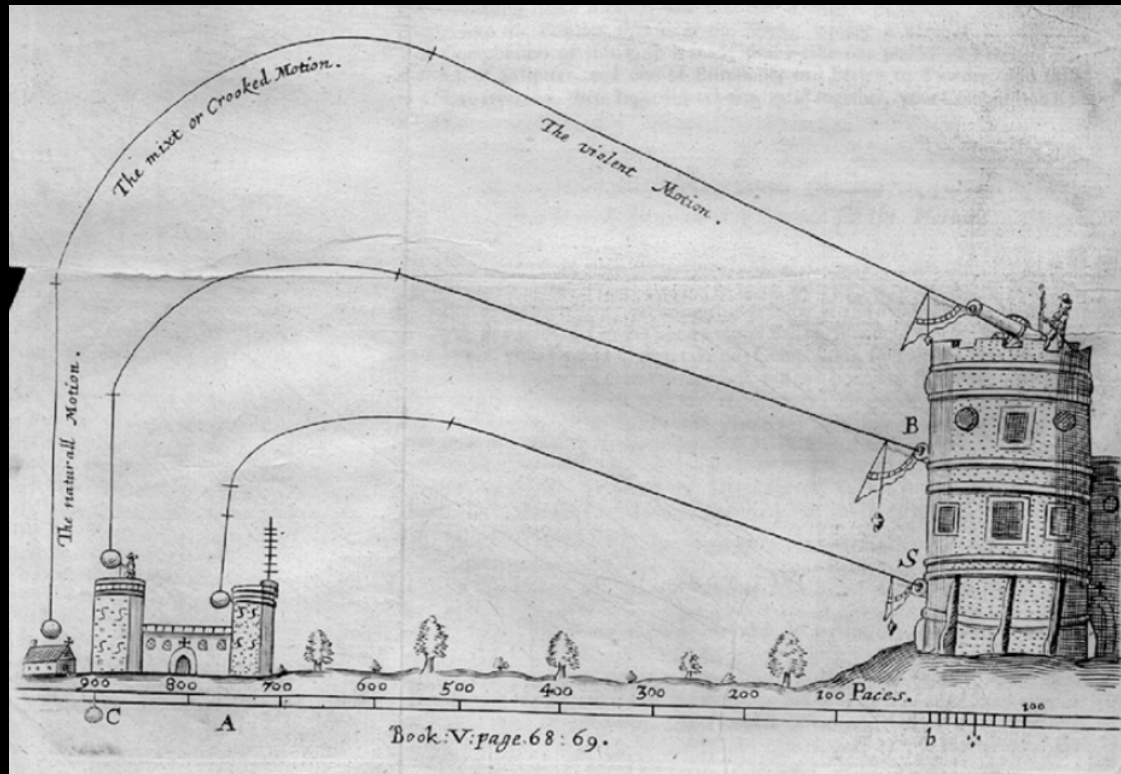 The mixt or Crooked Motion.
The violent Motion.
The naturall Motion.
B
S
900 800 700 600 500 400 300 200 100 Paces.
100
C
A
b
Book:V:page.68:69.